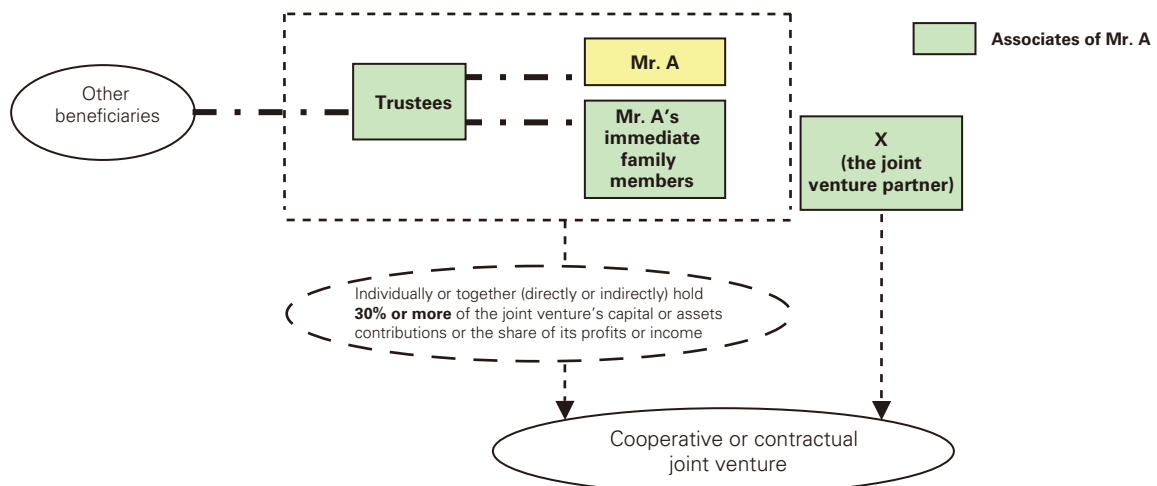 Associates of Mr. A
Mr. A
Other
beneficiaries
Trustees
Mr. A's
immediate
family
members
X
(the joint
venture partner)
Individually or together (directly or indirectly) hold
30% or more of the joint venture's capital or assets
contributions or the share of its profits or income
Cooperative or contractual
joint venture